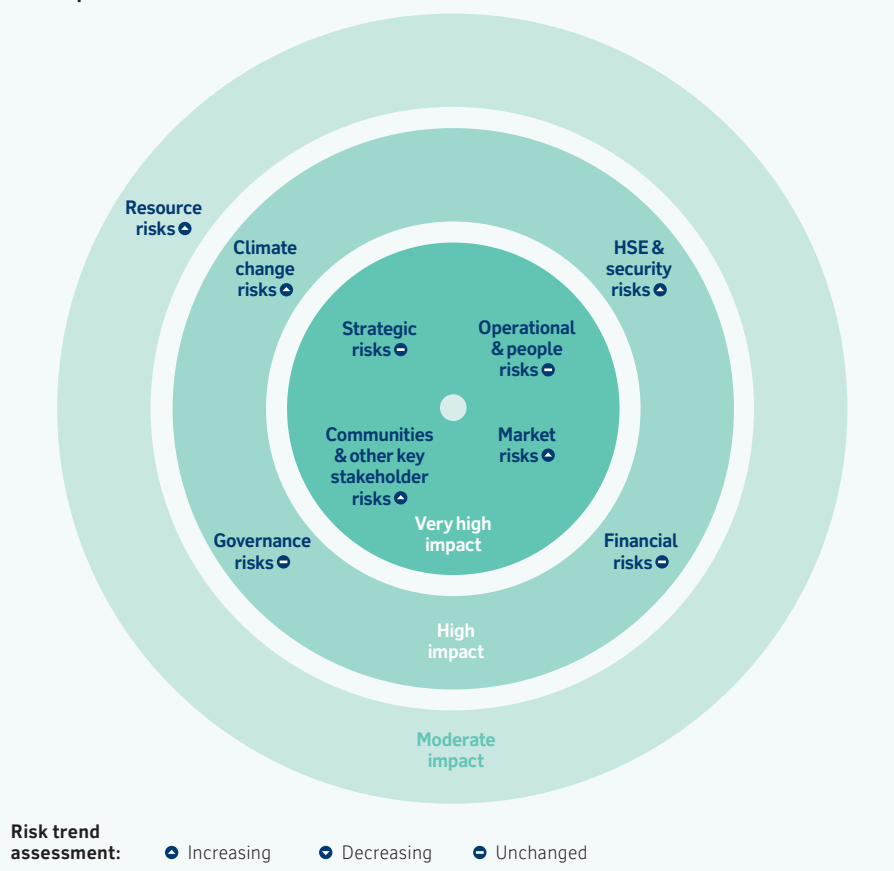 Resource
risks
Climate
change
risks
HSE &
security
risks
Strategic
risks
Operational
& people
risks
Communities
& other key
stakeholder
risks
Market
risks
Very high
impact
Governance
risks
Financial
risks
High
impact
Moderate
impact
Risk trend
assessment:
Increasing
Decreasing
Unchanged